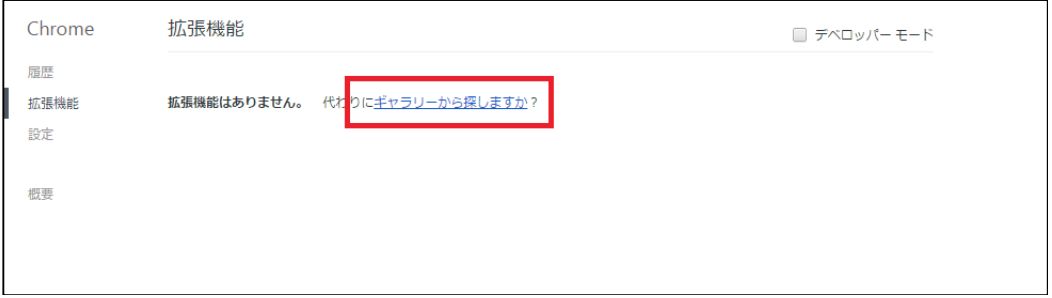 Chrome
拡張機能
デベロッパー モード
履歴
拡張機能
拡張機能はありません。 代わりにギャラリーから探しますか？
設定
概要